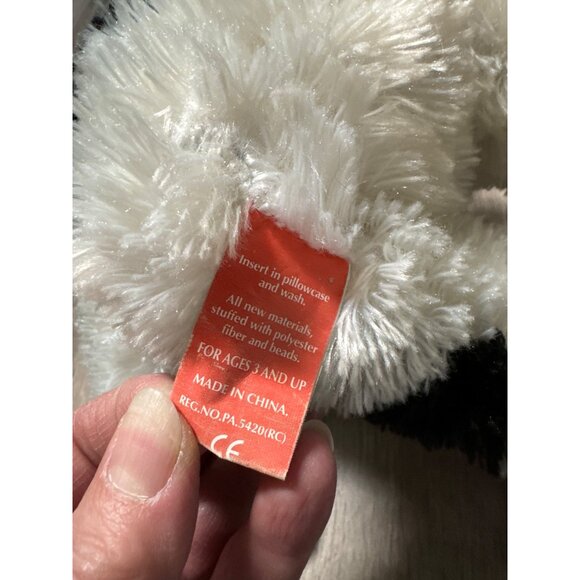 Insert in pillowcase
and wash.
All new materials,
stuffed with polyester
fiber and beads.
FOR AGES 3 AND UP
MADE IN CHINA.
REG.NO.PA.5420(RC)
CE